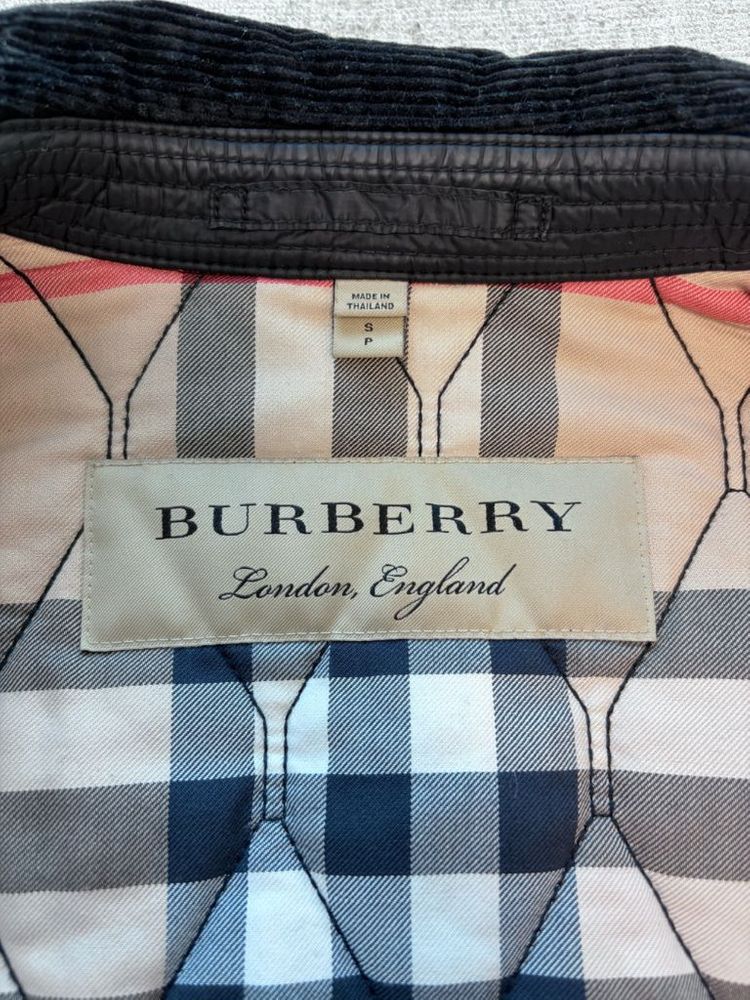 MADE IN
THAILAND
S
P
BURBERRY
London, England